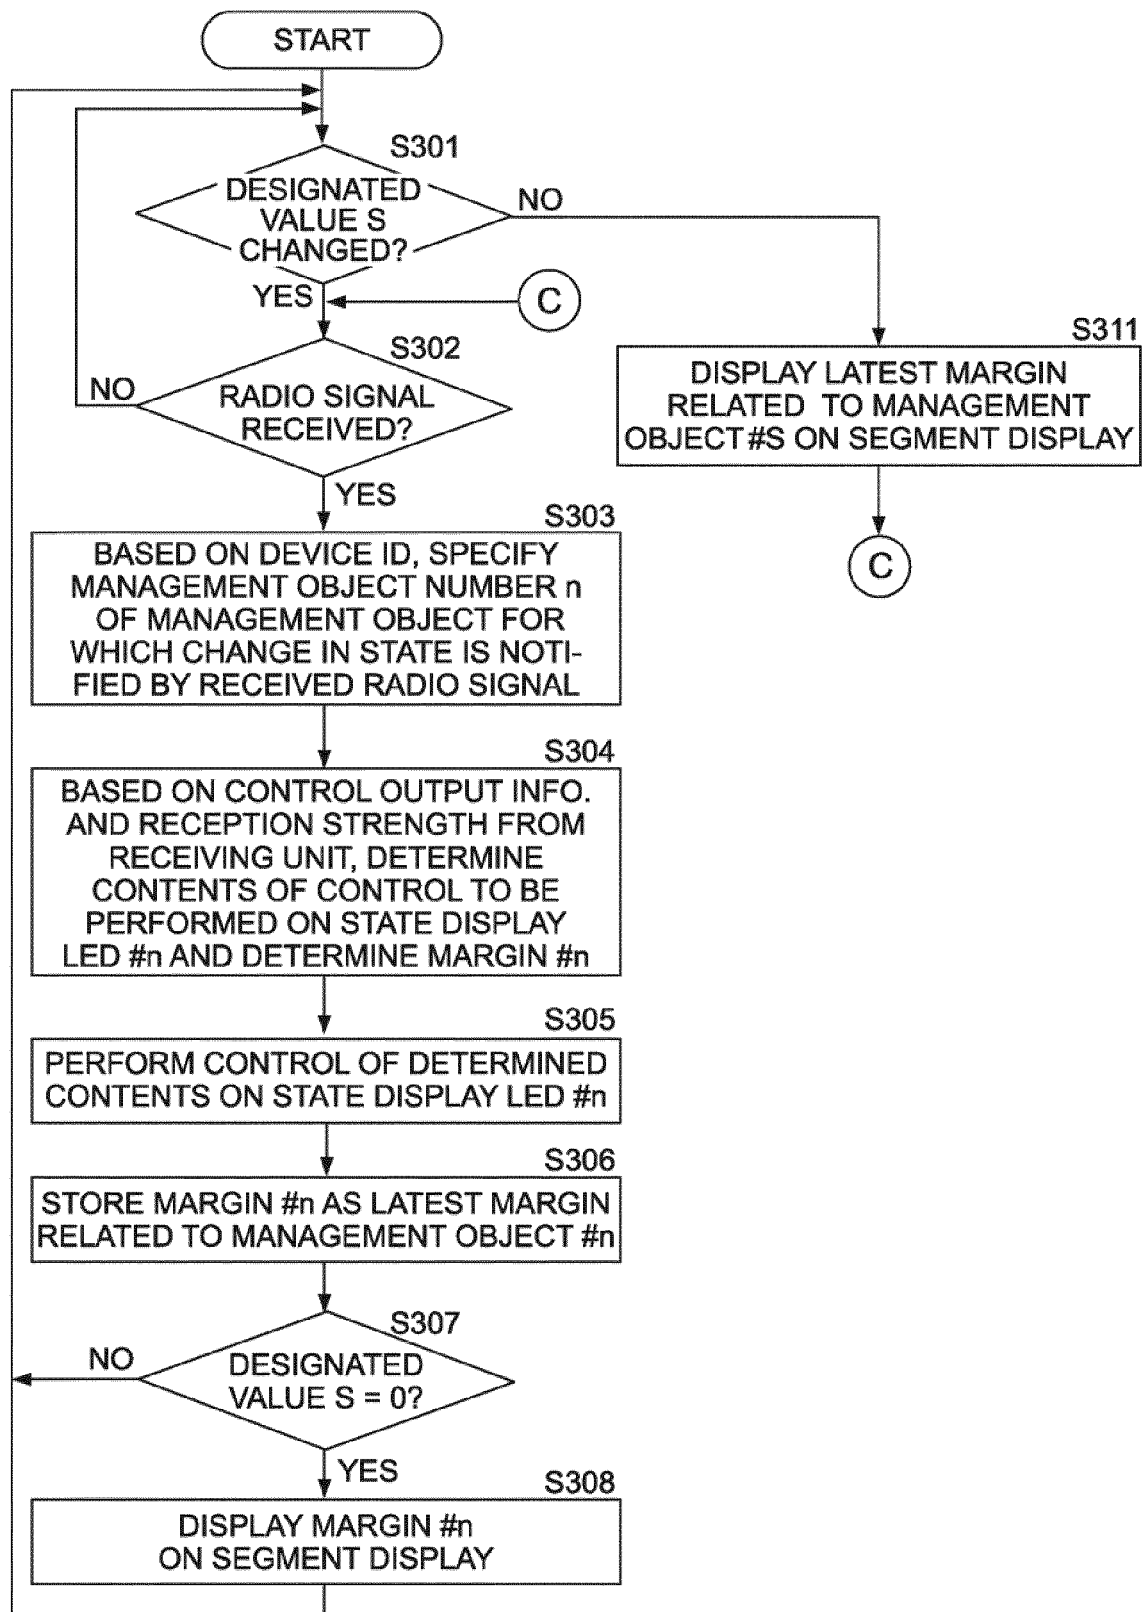 START
S301
DESIGNATED
VALUE S
CHANGED?
NO
YES
C
S302
RADIO SIGNAL
RECEIVED?
NO
YES
S311
DISPLAY LATEST MARGIN
RELATED TO MANAGEMENT
OBJECT #S ON SEGMENT DISPLAY
C
S303
BASED ON DEVICE ID, SPECIFY
MANAGEMENT OBJECT NUMBER n
OF MANAGEMENT OBJECT FOR
WHICH CHANGE IN STATE IS NOTI-
FIED BY RECEIVED RADIO SIGNAL
S304
BASED ON CONTROL OUTPUT INFO.
AND RECEPTION STRENGTH FROM
RECEIVING UNIT, DETERMINE
CONTENTS OF CONTROL TO BE
PERFORMED ON STATE DISPLAY
LED #n AND DETERMINE MARGIN #n
S305
PERFORM CONTROL OF DETERMINED
CONTENTS ON STATE DISPLAY LED #n
S306
STORE MARGIN #n AS LATEST MARGIN
RELATED TO MANAGEMENT OBJECT #n
S307
DESIGNATED
VALUE S = 0?
NO
YES
S308
DISPLAY MARGIN #n
ON SEGMENT DISPLAY